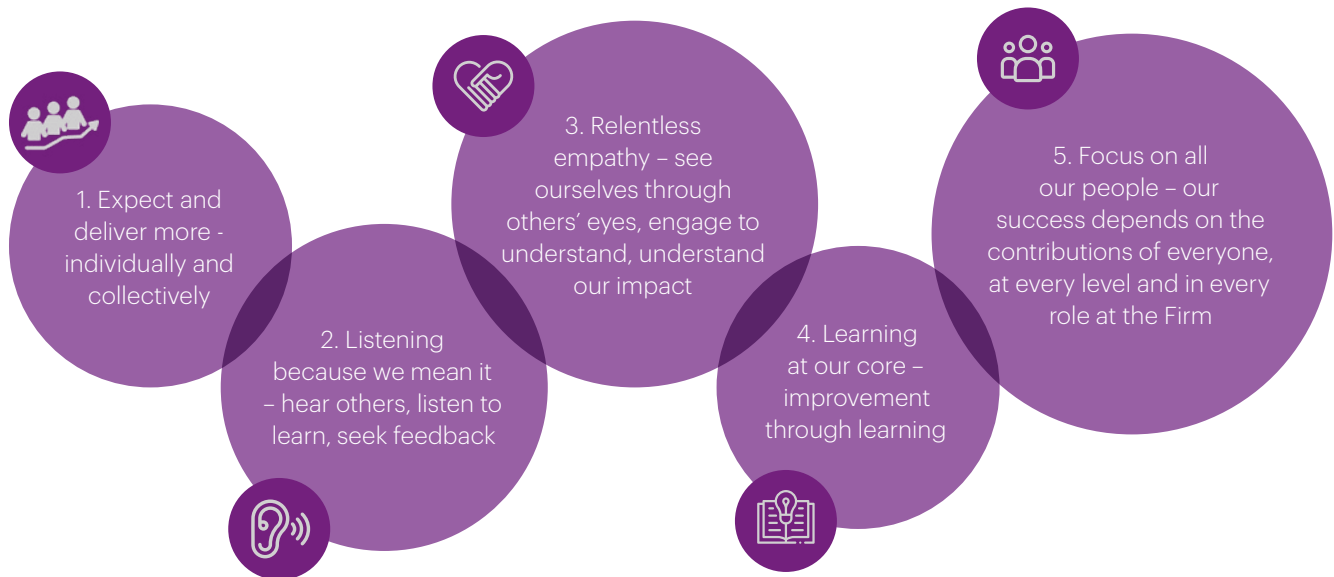 1. Expect and
deliver more -
individually and
collectively
2. Listening
because we mean it
– hear others, listen to
learn, seek feedback
3. Relentless
empathy – see
ourselves through
others’ eyes, engage to
understand, understand
our impact
4. Learning
at our core –
improvement
through learning
5. Focus on all
our people – our
success depends on the
contributions of everyone,
at every level and in every
role at the Firm